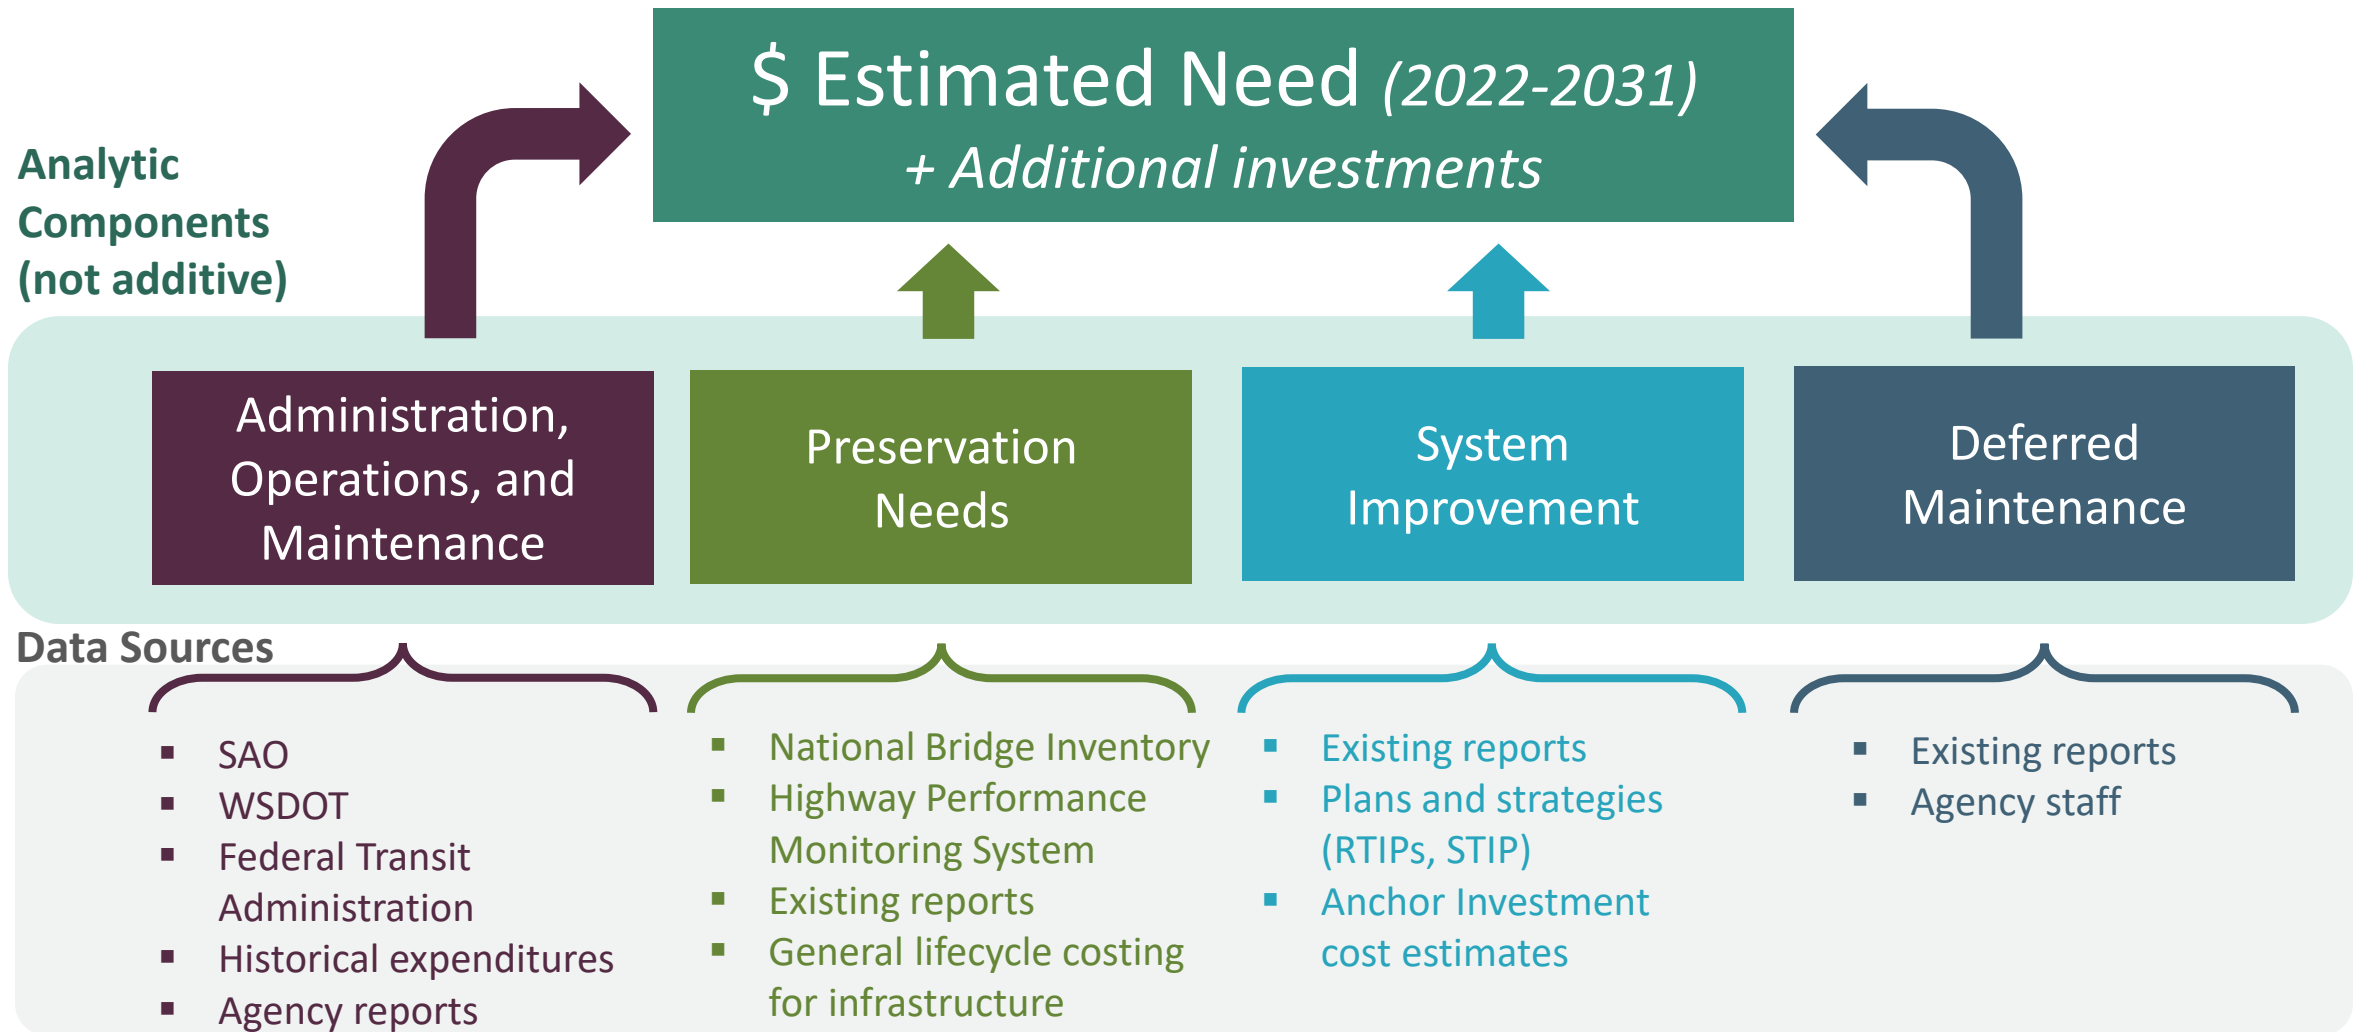 $ Estimated Need (2022-2031)
+ Additional investments
Analytic
Components
(not additive)
Administration,
Operations, and
Maintenance
Preservation
Needs
System
Improvement
Deferred
Maintenance
Data Sources
▪ SAO
▪ WSDOT
▪ Federal Transit
Administration
▪ Historical expenditures
▪ Agency reports
▪ National Bridge Inventory
▪ Highway Performance
Monitoring System
▪ Existing reports
▪ General lifecycle costing
for infrastructure
▪ Existing reports
▪ Plans and strategies
(RTIPs, STIP)
▪ Anchor Investment
cost estimates
▪ Existing reports
▪ Agency staff